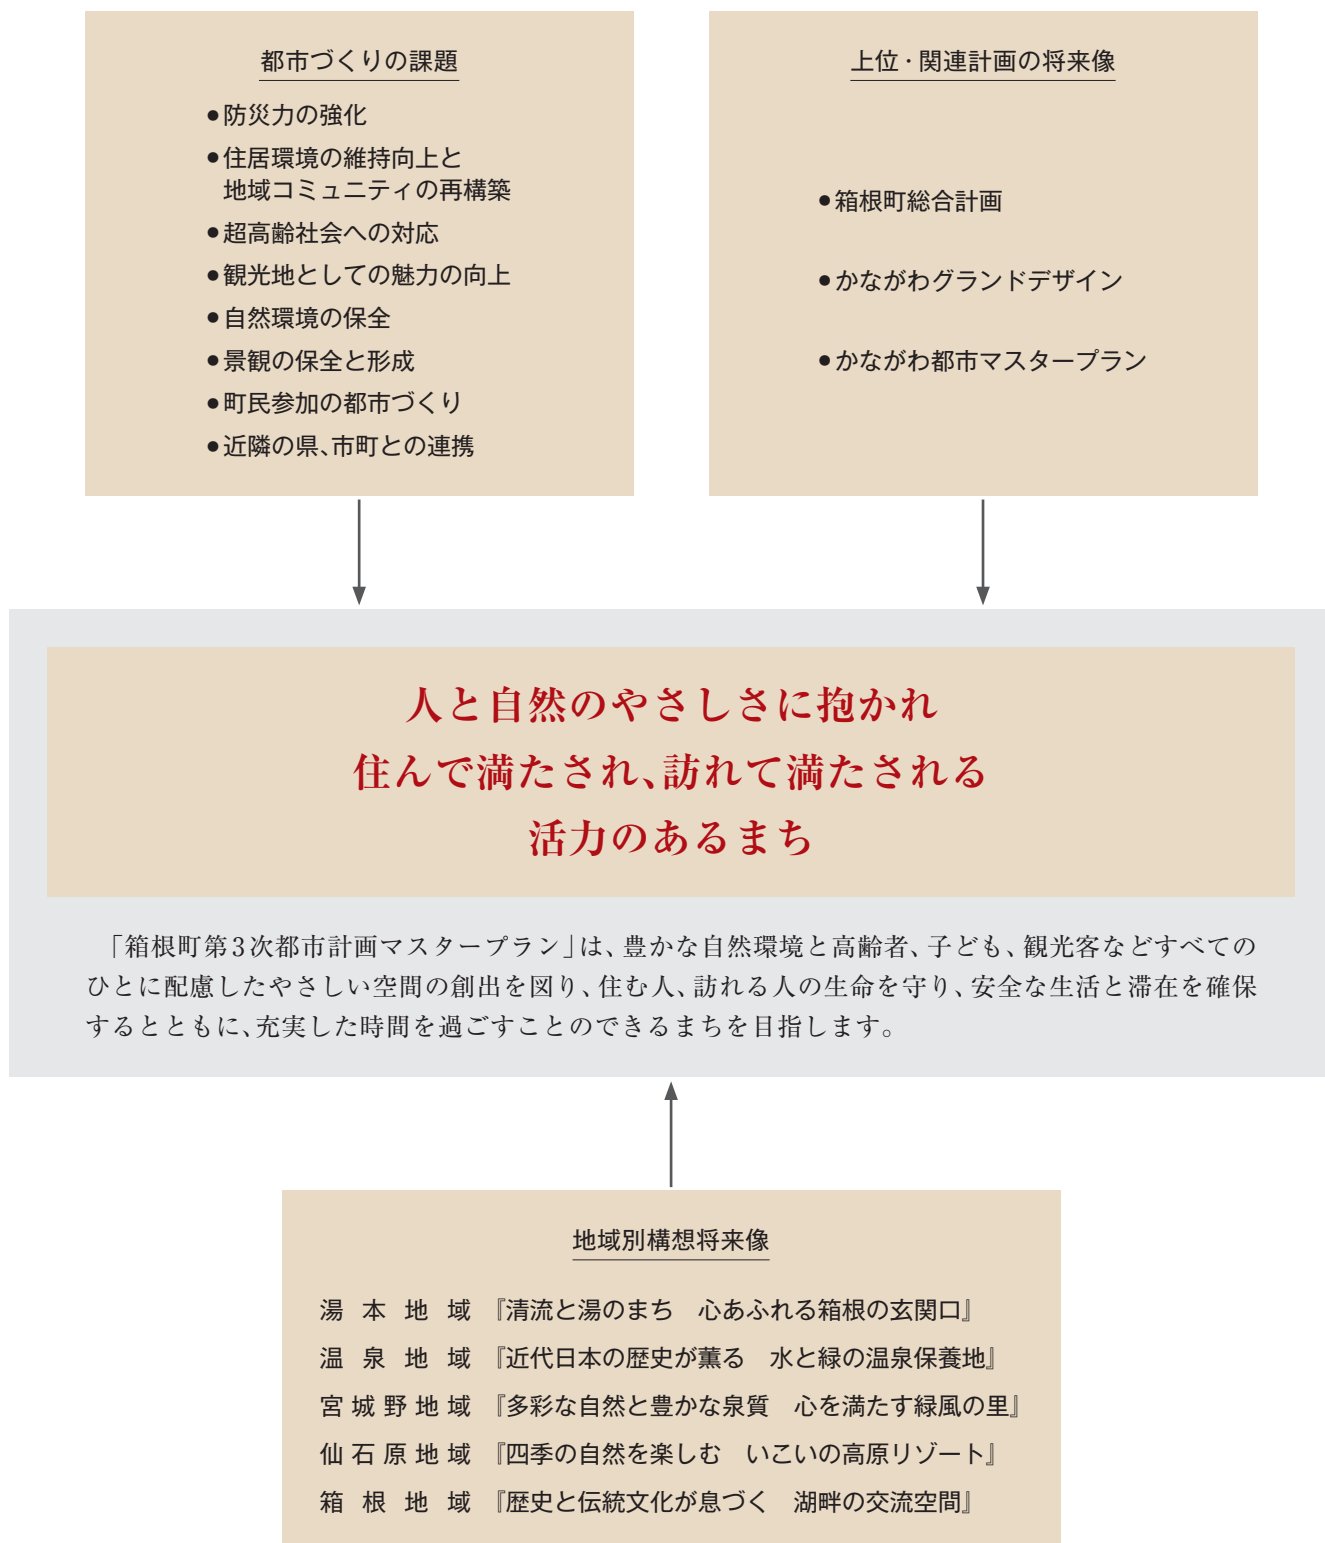 都市づくりの課題
●防災力の強化
●住居環境の維持向上と
地域コミュニティの再構築
●超高齢社会への対応
●観光地としての魅力の向上
●自然環境の保全
●景観の保全と形成
●町民参加の都市づくり
●近隣の県、市町との連携
上位・関連計画の将来像
●箱根町総合計画
●かながわグランドデザイン
●かながわ都市マスタープラン
人と自然のやさしさに抱かれ
住んで満たされ、訪れて満たされる
活力のあるまち
「箱根町第3次都市計画マスタープラン」は、豊かな自然環境と高齢者、子ども、観光客などすべての
ひとに配慮したやさしい空間の創出を図り、住む人、訪れる人の生命を守り、安全な生活と滞在を確保
するとともに、充実した時間を過ごすことのできるまちを目指します。
地域別構想将来像
湯本地域 『清流と湯のまち　心あふれる箱根の玄関口』
温泉地域 『近代日本の歴史が薫る　水と緑の温泉保養地』
宮城野地域 『多彩な自然と豊かな泉質　心を満たす緑風の里』
仙石原地域 『四季の自然を楽しむ　いこいの高原リゾート』
箱根地域 『歴史と伝統文化が息づく　湖畔の交流空間』